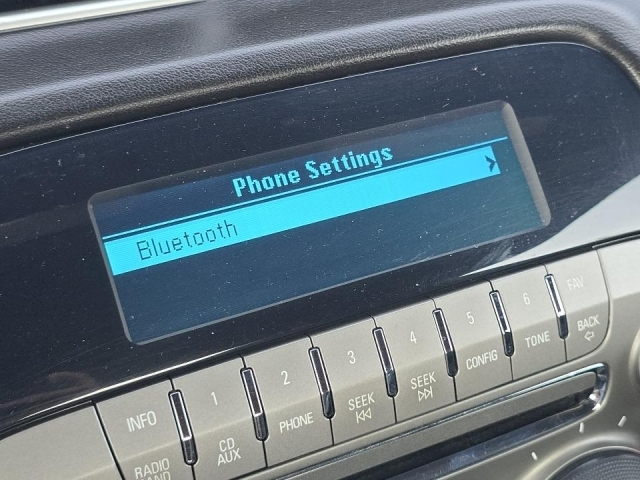 Phone Settings
Bluetooth
INFO
1
2
3
4
5
6
FAV
RADIO
CD
AUX
PHONE
SEEK
SEEK
CONFIG
TONE
BACK